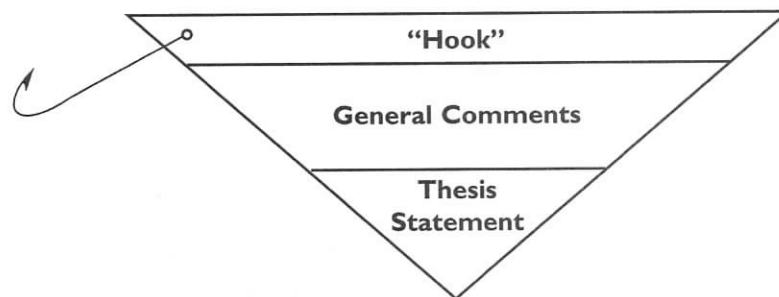 “Hook”
General Comments
Thesis
Statement